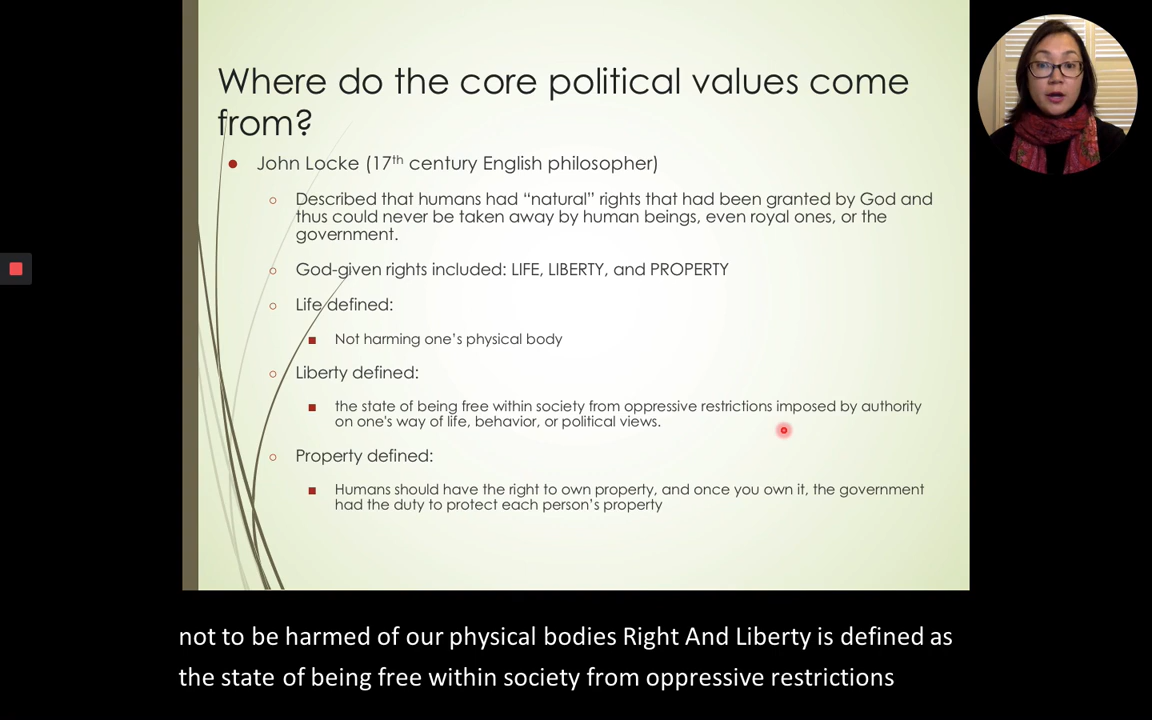 Where do the core political values come
from?
John Locke (17th century English philosopher)
Described that humans had “natural” rights that had been granted by God and
thus could never be taken away by human beings, even royal ones, or the
government.
God-given rights included: LIFE, LIBERTY, and PROPERTY
Life defined:
Not harming one’s physical body
Liberty defined:
the state of being free within society from oppressive restrictions imposed by authority
on one's way of life, behavior, or political views.
Property defined:
Humans should have the right to own property, and once you own it, the government
had the duty to protect each person’s property
not to be harmed of our physical bodies Right And Liberty is defined as
the state of being free within society from oppressive restrictions